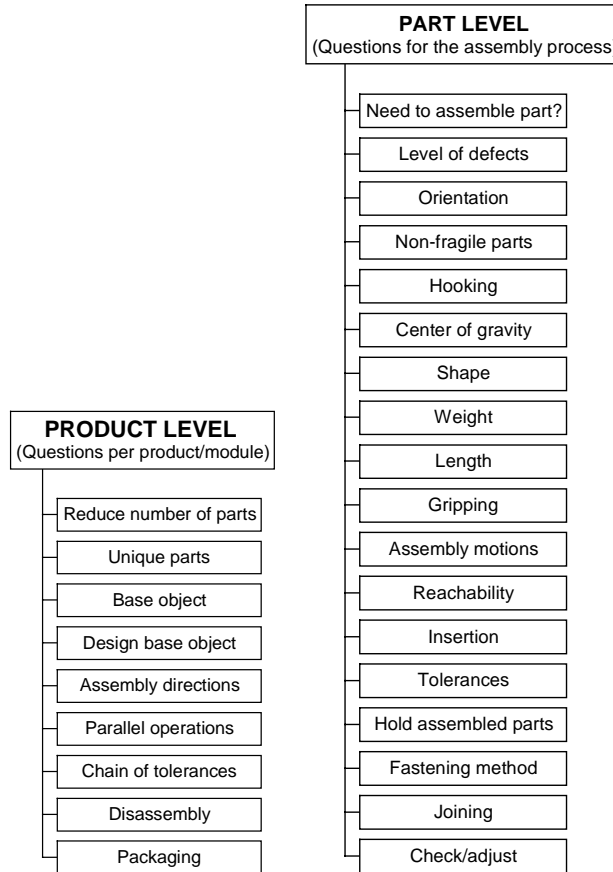 PART LEVEL
(Questions for the assembly process)
Need to assemble part?
Level of defects
Orientation
Non-fragile parts
Hooking
Center of gravity
Shape
Weight
Length
Gripping
Assembly motions
Reachability
Insertion
Tolerances
Hold assembled parts
Fastening method
Joining
Check/adjust
PRODUCT LEVEL
(Questions per product/module)
Reduce number of parts
Unique parts
Base object
Design base object
Assembly directions
Parallel operations
Chain of tolerances
Disassembly
Packaging